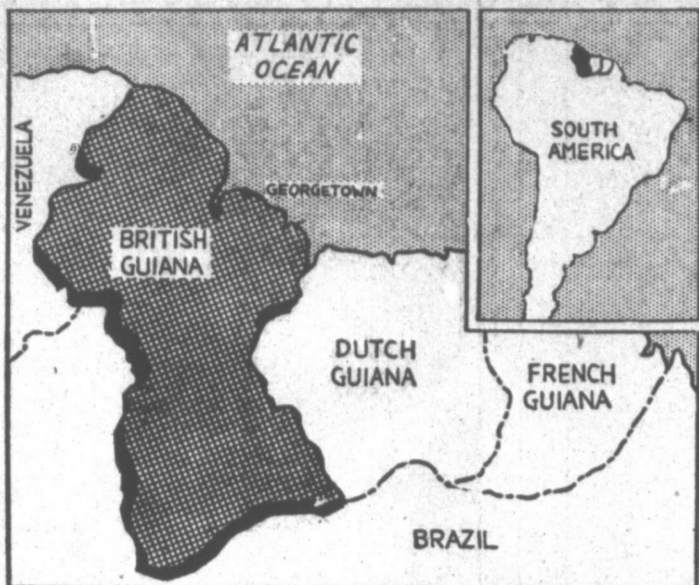 ATLANTIC
OCEAN
SOUTH
AMERICA
VENEZUELA
GEORGETOWN
BRITISH
GUIANA
DUTCH
GUIANA
FRENCH
GUIANA
BRAZIL